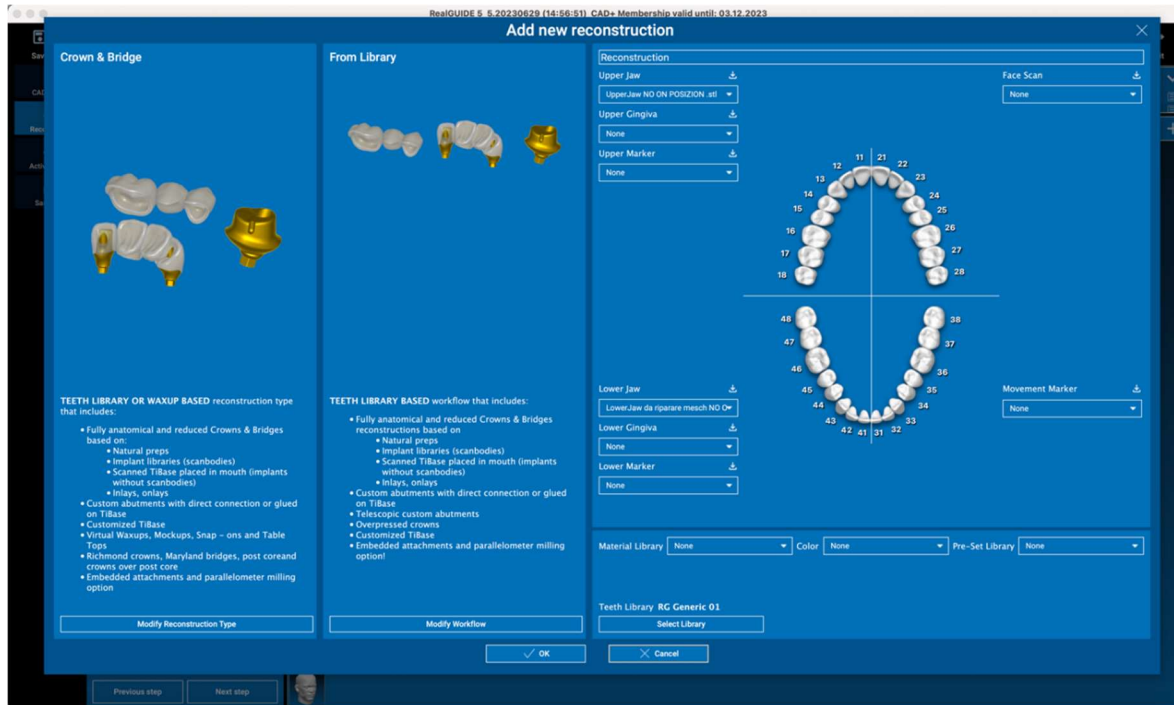 RealGUIDE 5 5.20230629 (14:56:51) CAD+ Membership valid until: 03.12.2023
Add new reconstruction
Crown & Bridge
TEETH LIBRARY OR WAXUP BASED reconstruction type
that includes:
• Fully anatomical and reduced Crowns & Bridges
based on:
• Natural preps
• Implant libraries (scanbodies)
• Scanned TiBase placed in mouth (implants
without scanbodies)
• Inlays, onlays
• Custom abutments with direct connection or glued
on TiBase
• Customized TiBase
• Virtual Waxups, Mockups, Snap - ons and Table
Tops
• Richmond crowns, Maryland bridges, post coreand
crowns over post core
• Embedded attachments and parallelometer milling
option
Modify Reconstruction Type
From Library
TEETH LIBRARY BASED workflow that includes:
• Fully anatomical and reduced Crowns & Bridges
reconstructions based on
• Natural preps
• Implant libraries (scanbodies)
• Scanned TiBase placed in mouth (implants
without scanbodies)
• Inlays, onlays
• Custom abutments with direct connection or glued
on TiBase
• Telescopic custom abutments
• Overpressed crowns
• Customized TiBase
• Embedded attachments and parallelometer milling
option!
Modify Workflow
Reconstruction
Upper Jaw
UpperJaw NO ON POSIZION .stl
Upper Gingiva
None
Upper Marker
None
Face Scan
None
11 21
12 22
13 23
14 24
15 25
16 26
17 27
18 28
48 38
47 37
46 36
45 35
44 34
43 33
42 41 31 32
Lower Jaw
LowerJaw da riparare mesch NO O
Lower Gingiva
None
Lower Marker
None
Movement Marker
None
Material Library None Color None Pre-Set Library None
Teeth Library RG Generic 01
Select Library
OK Cancel
Previous step Next step